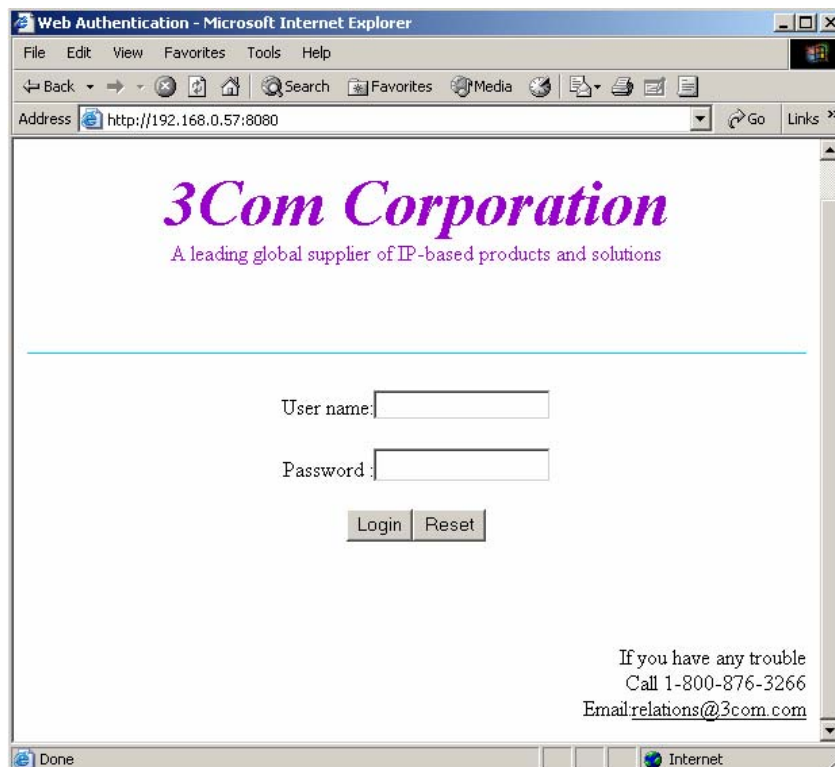 Web Authentication - Microsoft Internet Explorer
File Edit View Favorites Tools Help
Back Search Favorites Media
Address http://192.168.0.57:8080 Go Links »
3Com Corporation
A leading global supplier of IP-based products and solutions
User name:
Password :
Login Reset
If you have any trouble
Call 1-800-876-3266
Email:relations@3com.com
Done Internet